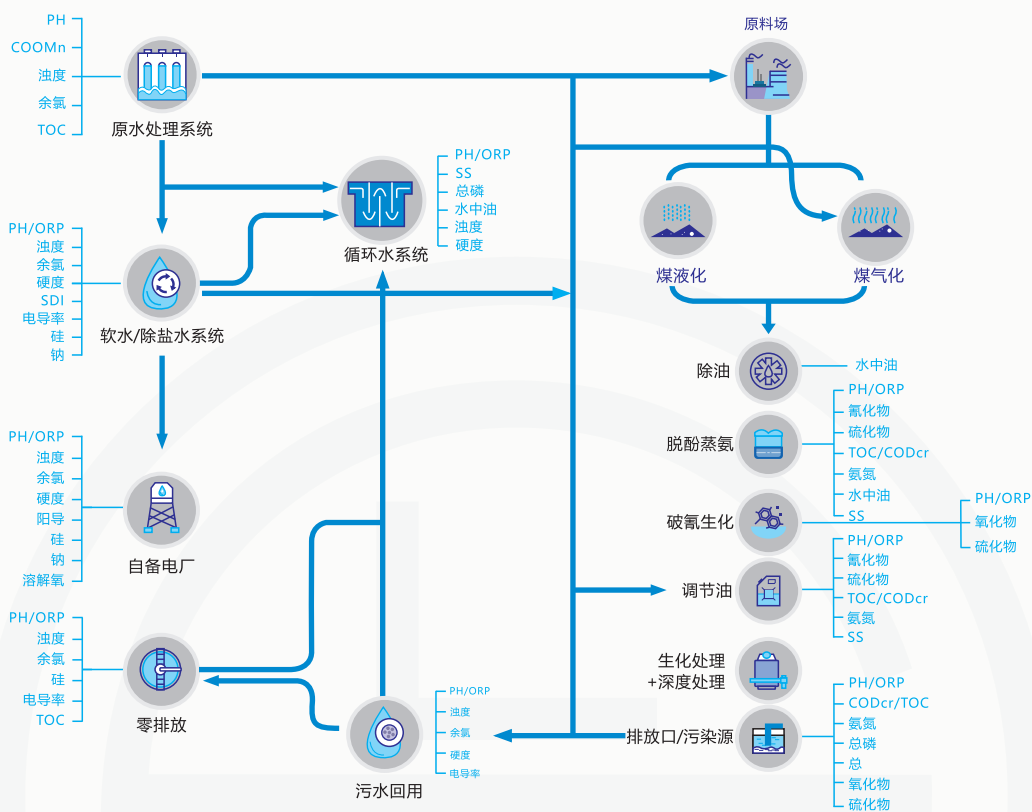 PH
COOMn
浊度
余氯
TOC
原水处理系统
原料场
PH/ORP
SS
总磷
水中油
浊度
硬度
循环水系统
PH/ORP
浊度
余氯
硬度
SDI
电导率
硅
钠
软水/除盐水系统
煤液化
煤气化
除油
水中油
脱酚蒸氨
PH/ORP
氰化物
硫化物
TOC/CODcr
氨氮
水中油
SS
PH/ORP
浊度
余氯
硬度
阳导
硅
钠
溶解氧
自备电厂
破氰生化
PH/ORP
氧化物
硫化物
调节油
PH/ORP
氰化物
硫化物
TOC/CODcr
氨氮
SS
PH/ORP
浊度
余氯
硅
电导率
TOC
零排放
生化处理
+深度处理
PH/ORP
浊度
余氯
硬度
电导率
污水回用
排放口/污染源
PH/ORP
CODcr/TOC
氨氮
总磷
总
氧化物
硫化物